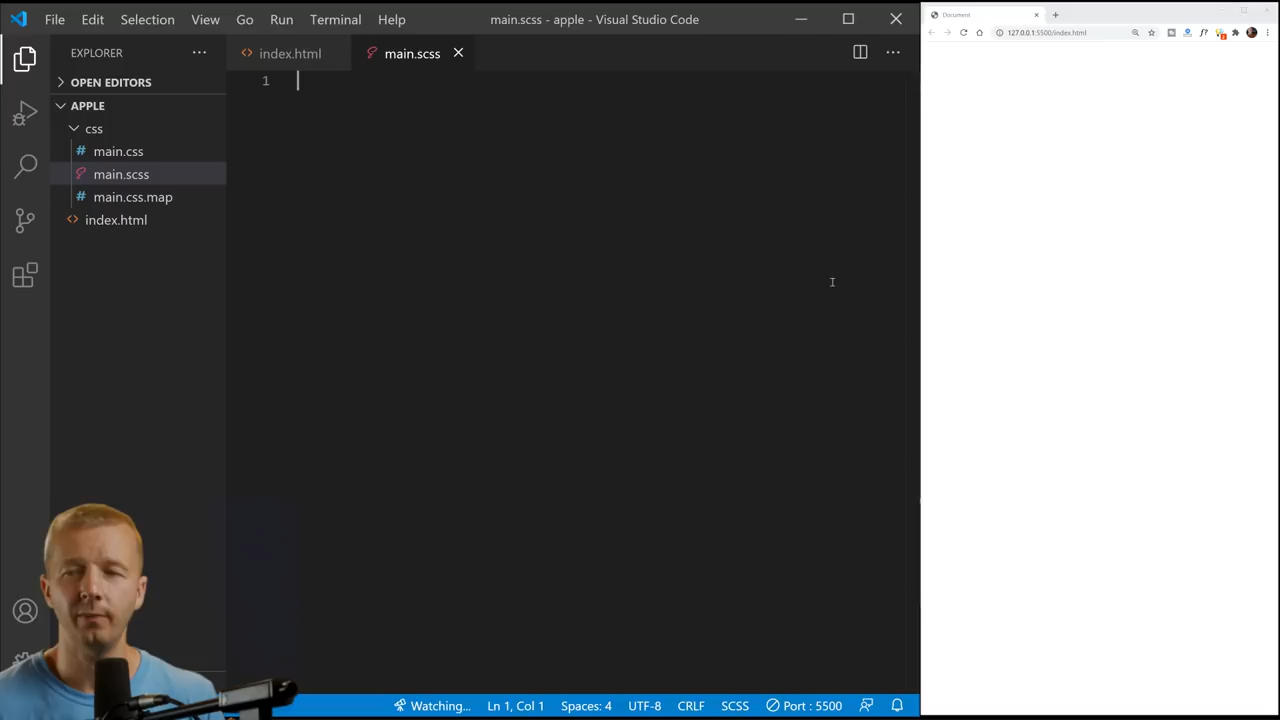 File Edit Selection View Go Run Terminal Help main.scss - apple - Visual Studio Code
Document
127.0.0.1:5500/index.html
EXPLORER
index.html main.scss
OPEN EDITORS
APPLE
css
main.css
main.scss
main.css.map
index.html
1
Watching... Ln 1, Col 1 Spaces: 4 UTF-8 CRLF SCSS Port : 5500